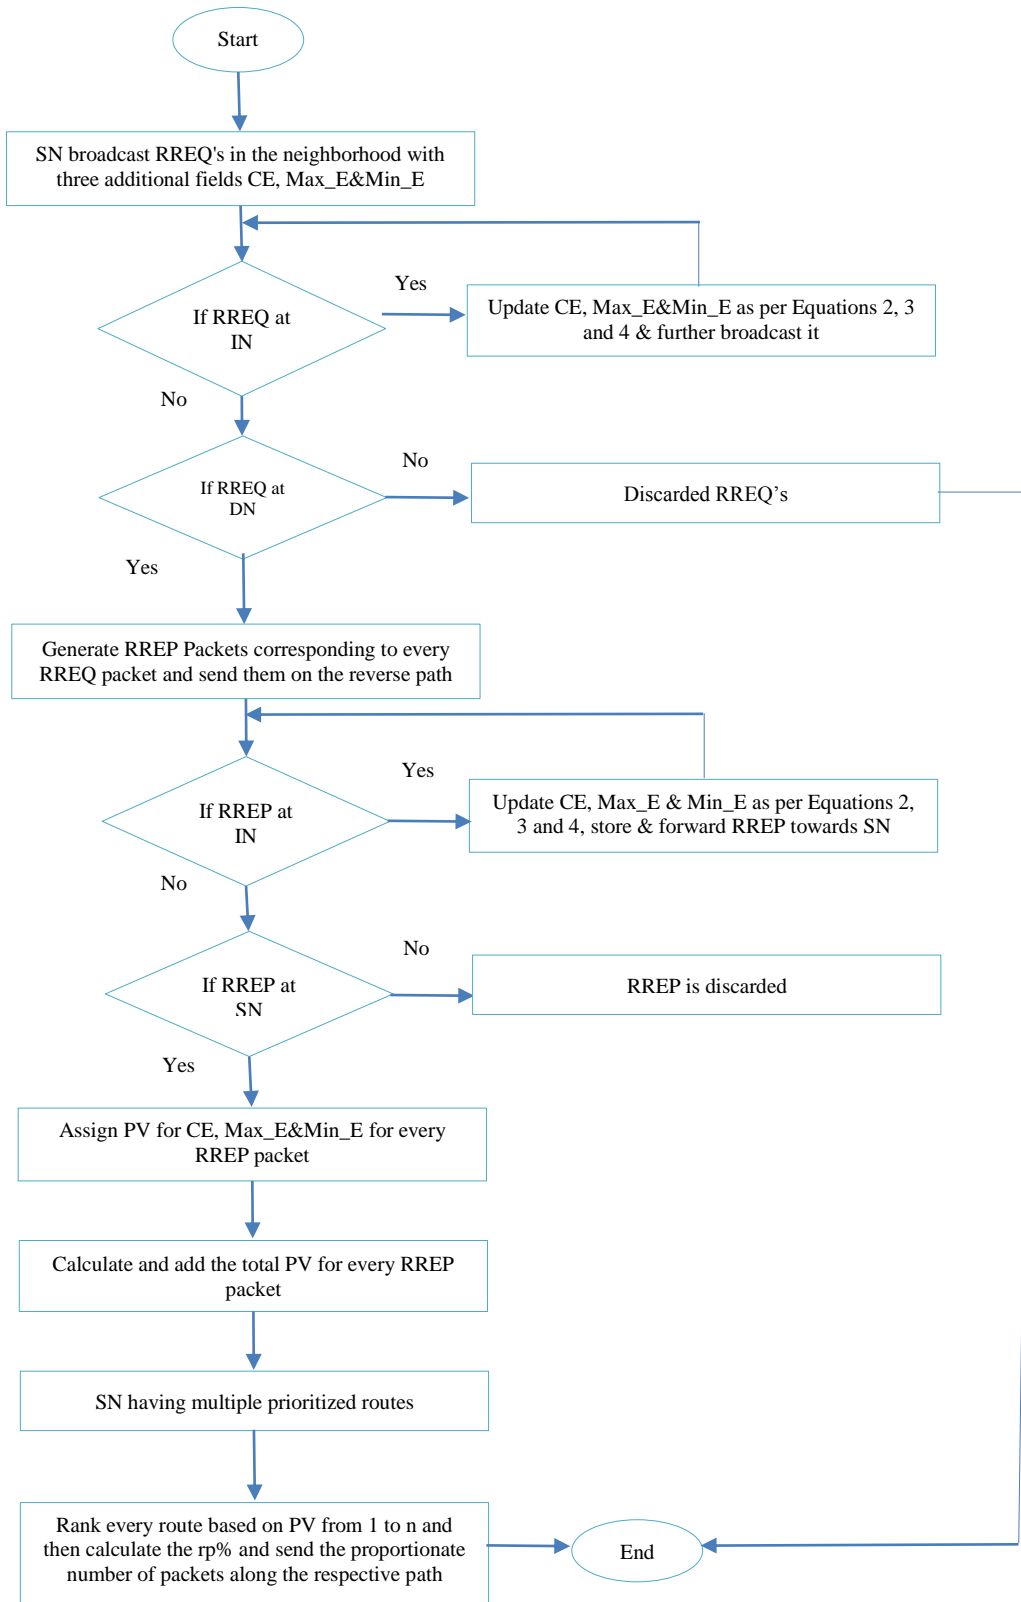 Start
SN broadcast RREQ's in the neighborhood with
three additional fields CE, Max_E&Min_E
Yes
If RREQ at
IN
Update CE, Max_E&Min_E as per Equations 2, 3
and 4 & further broadcast it
No
No
If RREQ at
DN
Discarded RREQ’s
Yes
Generate RREP Packets corresponding to every
RREQ packet and send them on the reverse path
Yes
If RREP at
IN
Update CE, Max_E & Min_E as per Equations 2,
3 and 4, store & forward RREP towards SN
No
No
If RREP at
SN
RREP is discarded
Yes
Assign PV for CE, Max_E&Min_E for every
RREP packet
Calculate and add the total PV for every RREP
packet
SN having multiple prioritized routes
Rank every route based on PV from 1 to n and
then calculate the rp% and send the proportionate
number of packets along the respective path
End